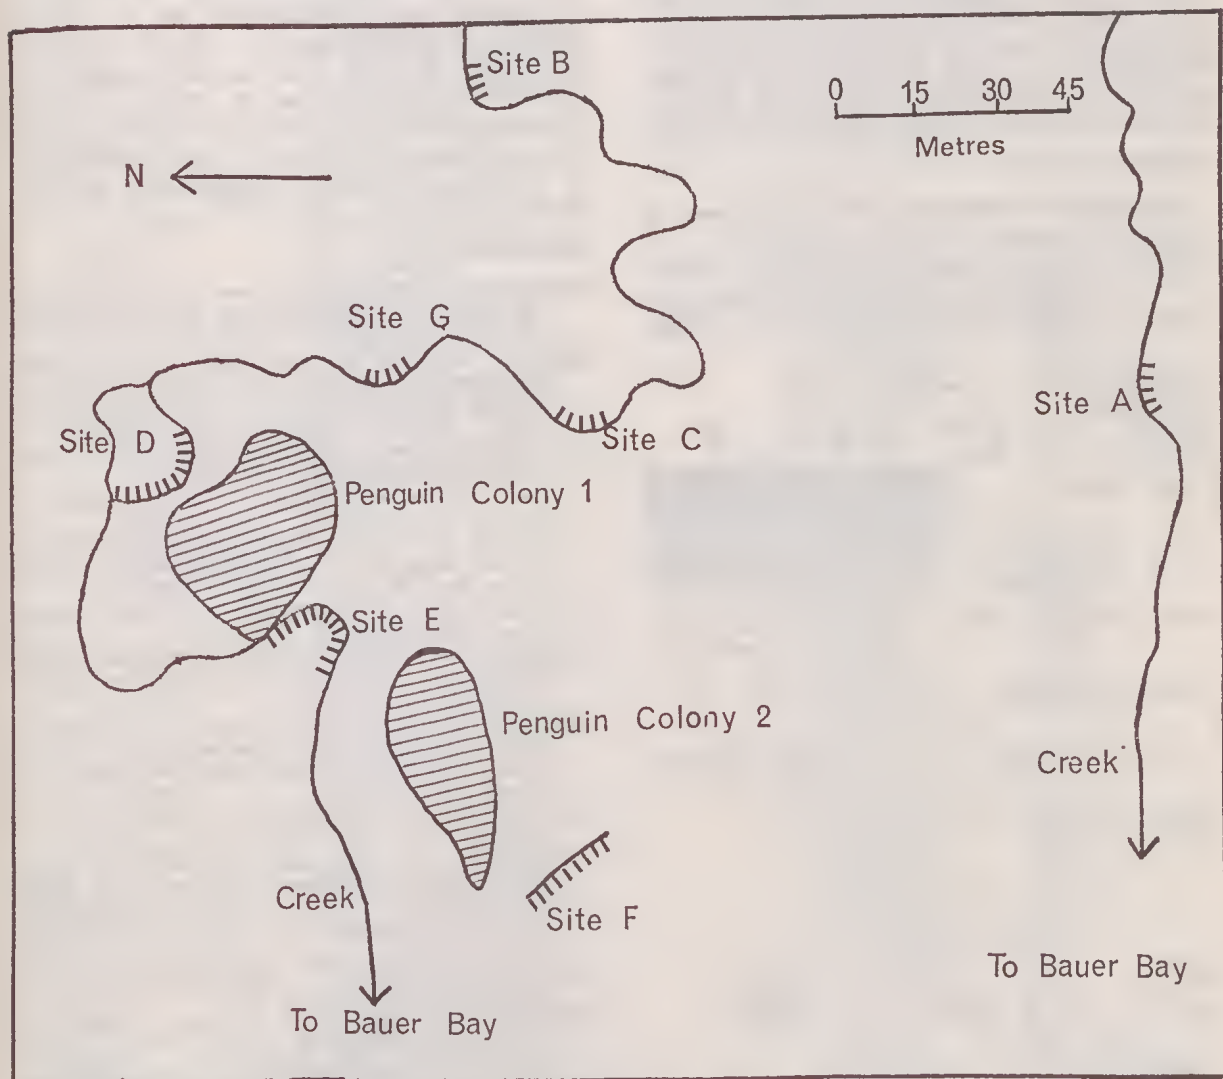 Site B
0 15 30 45
Metres
N
Site G
Site A
Site D
Site C
Penguin Colony 1
Site E
Penguin Colony 2
Creek
Creek
Site F
To Bauer Bay
To Bauer Bay